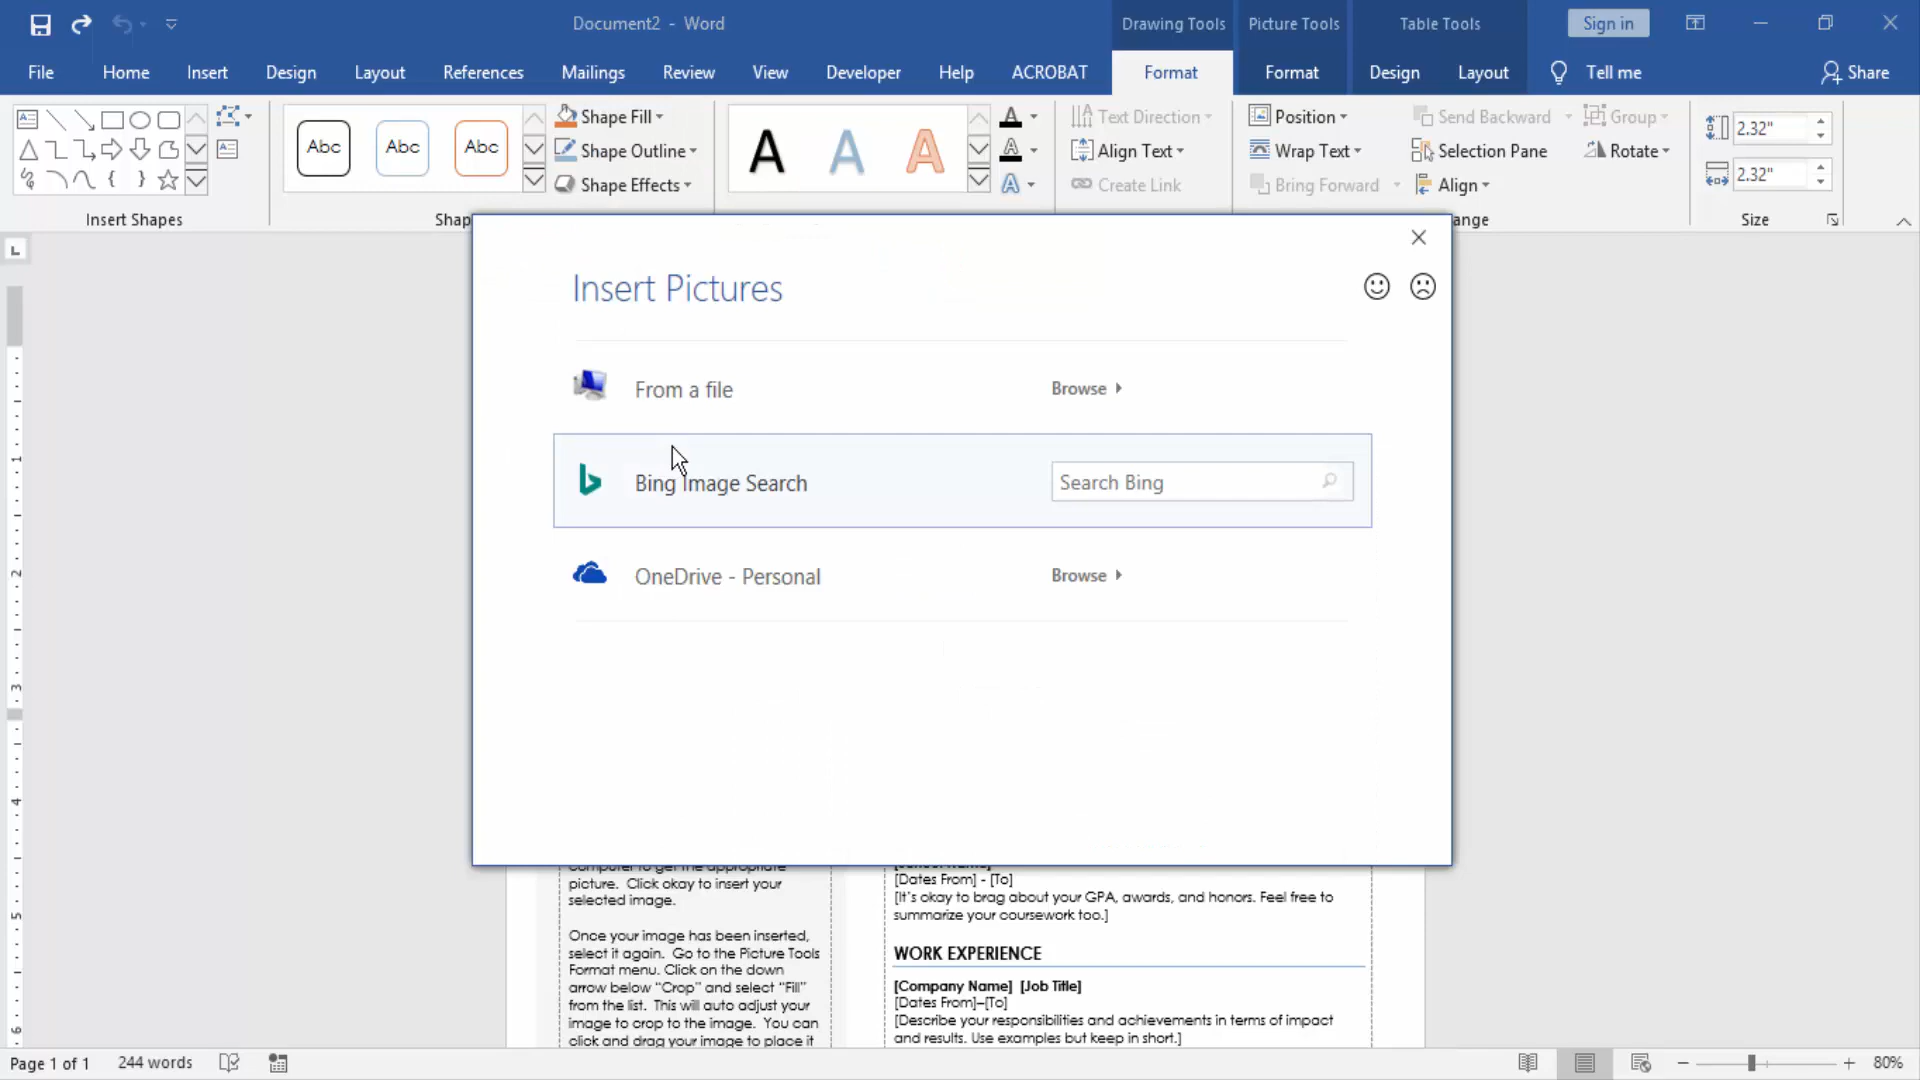 Document2 - Word
Drawing Tools
Picture Tools
Table Tools
Sign in
File
Home
Insert
Design
Layout
References
Mailings
Review
View
Developer
Help
ACROBAT
Format
Format
Design
Layout
Tell me
Share
Abc
Abc
Abc
Shape Fill
Shape Outline
Shape Effects
A
A
A
Text Direction
Align Text
Create Link
Position
Wrap Text
Bring Forward
Send Backward
Selection Pane
Align
Group
Rotate
2.32"
2.32"
Insert Shapes
Shap
ange
Size
Insert Pictures
From a file
Browse
Bing Image Search
Search Bing
OneDrive - Personal
Browse
picture. Click okay to insert your
selected image.
Once your image has been inserted,
select it again. Go to the Picture Tools
Format menu. Click on the down
arrow below “Crop” and select “Fill”
from the list. This will auto adjust your
image to crop to the image. You can
click and drag your image to place it
[Dates From] - [To]
[It’s okay to brag about your GPA, awards, and honors. Feel free to
summarize your coursework too.]
WORK EXPERIENCE
[Company Name] [Job Title]
[Dates From]–[To]
[Describe your responsibilities and achievements in terms of impact
and results. Use examples but keep in short.]
1
2
3
4
5
6
Page 1 of 1
244 words
80%